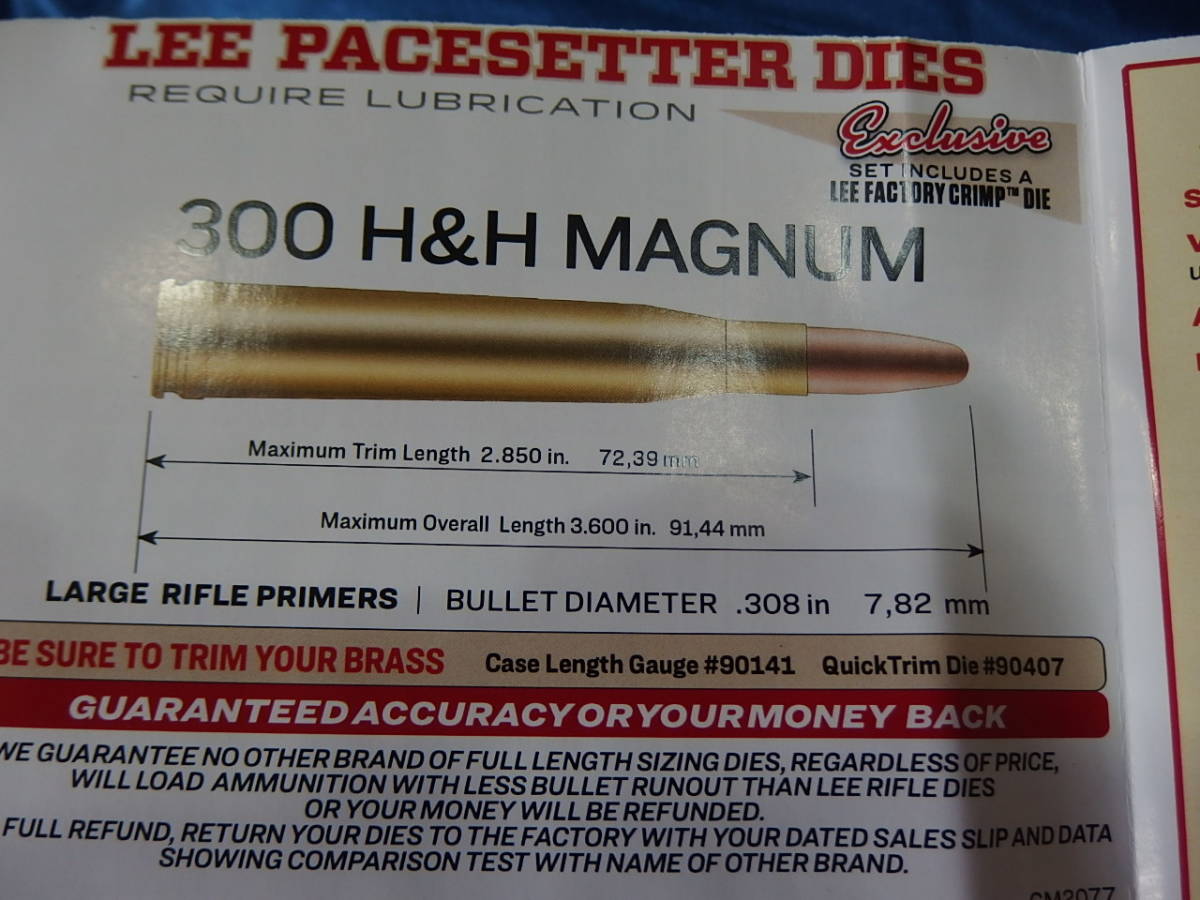 LEE PACESETTER DIES
REQUIRE LUBRICATION
Exclusive
SET INCLUDES A
LEE FACTORY CRIMP™ DIE
300 H&H MAGNUM
Maximum Trim Length 2.850 in. 72,39 mm
Maximum Overall Length 3.600 in. 91,44 mm
LARGE RIFLE PRIMERS | BULLET DIAMETER .308 in 7,82 mm
BE SURE TO TRIM YOUR BRASS Case Length Gauge #90141 QuickTrim Die #90407
GUARANTEED ACCURACY OR YOUR MONEY BACK
WE GUARANTEE NO OTHER BRAND OF FULL LENGTH SIZING DIES, REGARDLESS OF PRICE,
WILL LOAD AMMUNITION WITH LESS BULLET RUNOUT THAN LEE RIFLE DIES
OR YOUR MONEY WILL BE REFUNDED.
FULL REFUND, RETURN YOUR DIES TO THE FACTORY WITH YOUR DATED SALES SLIP AND DATA
SHOWING COMPARISON TEST WITH NAME OF OTHER BRAND.
CM2077